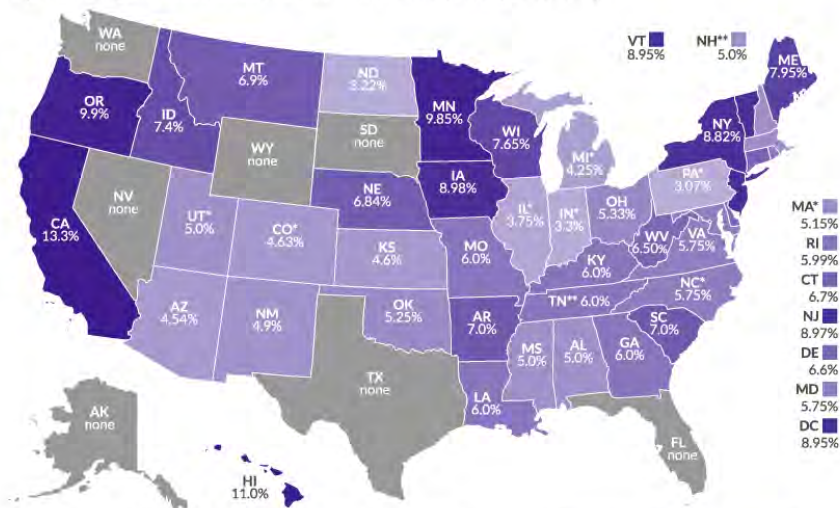 WA
none
VT
8.95%
NH**
5.0%
ME
7.95%
MT
6.9%
ND
3.22%
MN
9.85%
OR
9.9%
ID
7.4%
WI
7.65%
NY
8.82%
SD
none
WY
none
MI*
4.25%
IA
8.98%
PA*
3.07%
NE
6.84%
NV
none
OH
5.33%
IL*
3.75%
IN*
3.3%
UT*
5.0%
CA
13.3%
CO*
4.63%
WV
6.50%
VA
5.75%
MA*
5.15%
KS
4.6%
MO
6.0%
KY
6.0%
RI
5.99%
NC*
5.75%
CT
6.7%
TN** 6.0%
AZ
4.54%
NM
4.9%
OK
5.25%
AR
7.0%
SC
7.0%
NJ
8.97%
MS
5.0%
AL
5.0%
GA
6.0%
DE
6.6%
TX
none
LA
6.0%
MD
5.75%
AK
none
FL
none
DC
8.95%
HI
11.0%